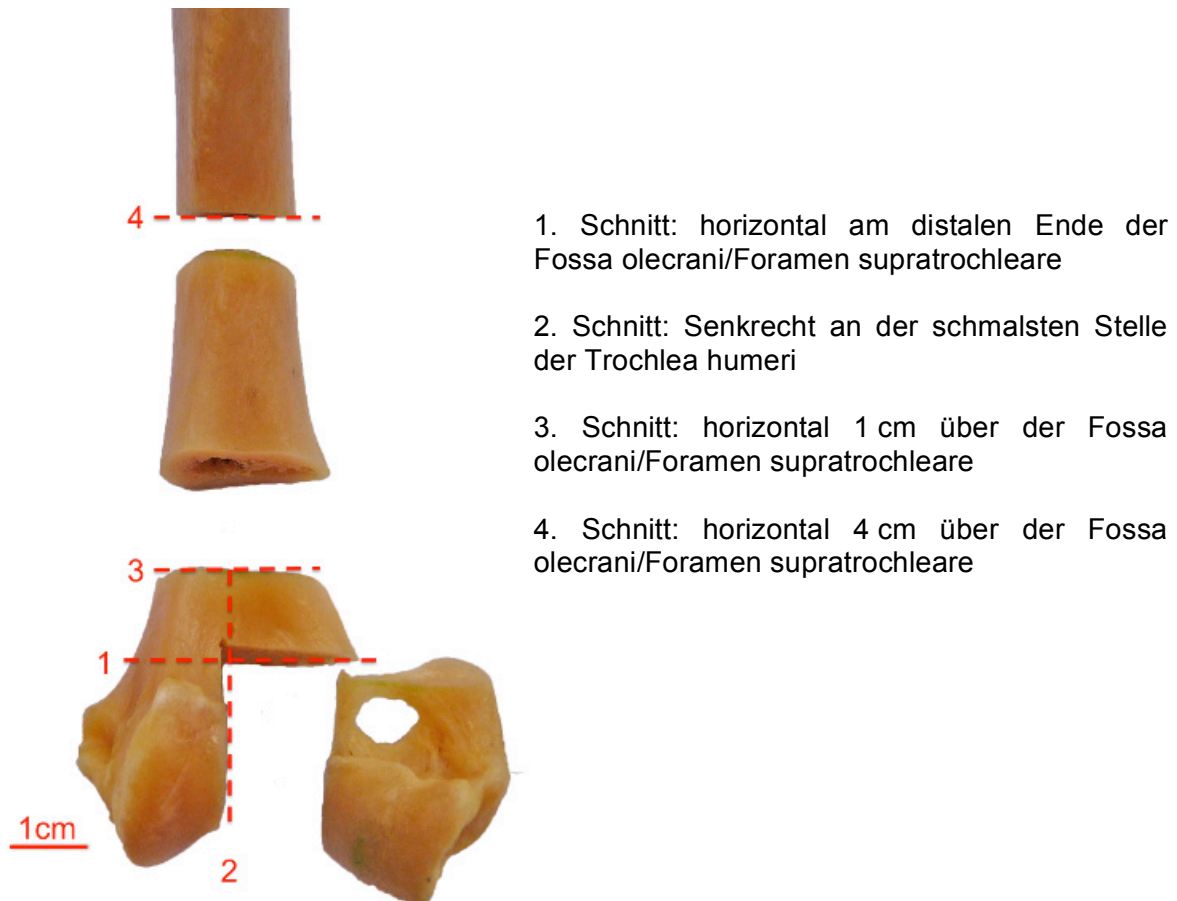 4
1. Schnitt: horizontal am distalen Ende der
Fossa olecrani/Foramen supratrochleare
2. Schnitt: Senkrecht an der schmalsten Stelle
der Trochlea humeri
3. Schnitt: horizontal 1 cm über der Fossa
olecrani/Foramen supratrochleare
4. Schnitt: horizontal 4 cm über der Fossa
olecrani/Foramen supratrochleare
3
1
1cm
2